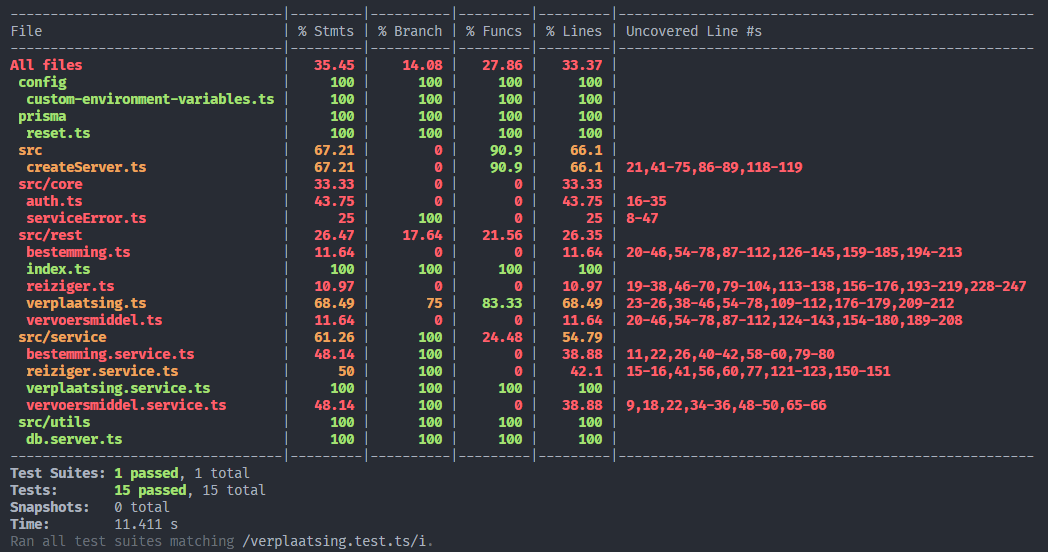 ----------------------------------|---------|----------|---------|---------|----------------------------------------------------
File                              | % Stmts | % Branch | % Funcs | % Lines | Uncovered Line #s
----------------------------------|---------|----------|---------|---------|----------------------------------------------------
All files                         |   35.45 |    14.08 |   27.86 |   33.37 |
 config                           |     100 |      100 |     100 |     100 |
  custom-environment-variables.ts |     100 |      100 |     100 |     100 |
 prisma                           |     100 |      100 |     100 |     100 |
  reset.ts                        |     100 |      100 |     100 |     100 |
 src                              |   67.21 |        0 |    90.9 |    66.1 |
  createServer.ts                 |   67.21 |        0 |    90.9 |    66.1 | 21,41-75,86-89,118-119
 src/core                         |   33.33 |        0 |       0 |   33.33 |
  auth.ts                         |   43.75 |        0 |       0 |   43.75 | 16-35
  serviceError.ts                 |      25 |      100 |       0 |      25 | 8-47
 src/rest                         |   26.47 |    17.64 |   21.56 |   26.35 |
  bestemming.ts                   |   11.64 |        0 |       0 |   11.64 | 20-46,54-78,87-112,126-145,159-185,194-213
  index.ts                        |     100 |      100 |     100 |     100 |
  reiziger.ts                     |   10.97 |        0 |       0 |   10.97 | 19-38,46-70,79-104,113-138,156-176,193-219,228-247
  verplaatsing.ts                 |   68.49 |       75 |   83.33 |   68.49 | 23-26,38-46,54-78,109-112,176-179,209-212
  vervoersmiddel.ts               |   11.64 |        0 |       0 |   11.64 | 20-46,54-78,87-112,124-143,154-180,189-208
 src/service                      |   61.26 |      100 |   24.48 |   54.79 |
  bestemming.service.ts           |   48.14 |      100 |       0 |   38.88 | 11,22,26,40-42,58-60,79-80
  reiziger.service.ts             |      50 |      100 |       0 |    42.1 | 15-16,41,56,60,77,121-123,150-151
  verplaatsing.service.ts         |     100 |      100 |     100 |     100 |
  vervoersmiddel.service.ts       |   48.14 |      100 |       0 |   38.88 | 9,18,22,34-36,48-50,65-66
 src/utils                        |     100 |      100 |     100 |     100 |
  db.server.ts                    |     100 |      100 |     100 |     100 |
----------------------------------|---------|----------|---------|---------|----------------------------------------------------
Test Suites: 1 passed, 1 total
Tests:       15 passed, 15 total
Snapshots:   0 total
Time:        11.411 s
Ran all test suites matching /verplaatsing.test.ts/i.